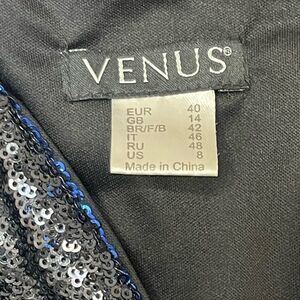 VENUS®
EUR 40
GB 14
BR/F/B 42
IT 46
RU 48
US 8
Made in China